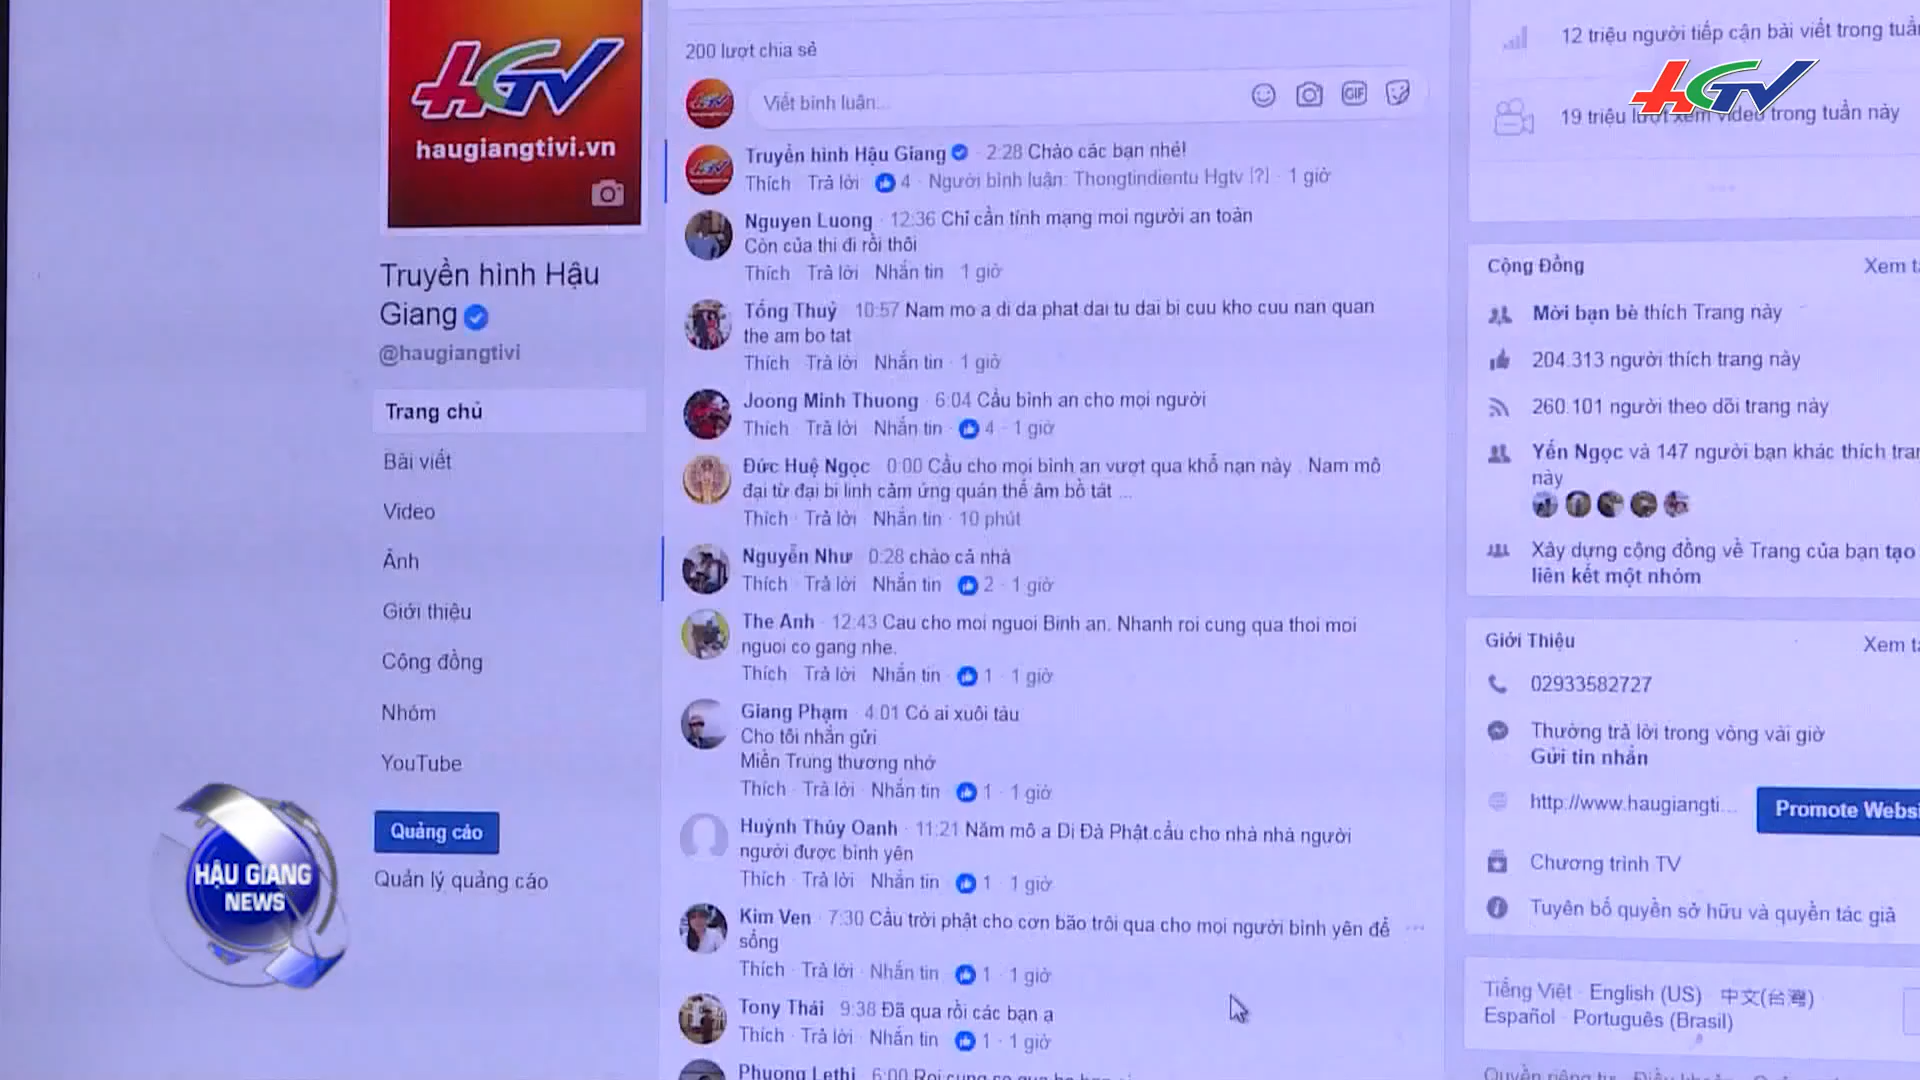 HGTV
haugiangtivi.vn
Truyền hình Hậu
Giang
@haugiangtivi
Trang chủ
Bài viết
Video
Ảnh
Giới thiệu
Cộng đồng
Nhóm
YouTube
Quảng cáo
Quản lý quảng cáo
HẬU GIANG
NEWS
200 lượt chia sẻ
Viết bình luận...
GIF
Truyền hình Hậu Giang · 2:28 Chào các bạn nhé!
Thích · Trả lời · 4 · Người bình luận: Thongtindientu Hgtv [?] · 1 giờ
Nguyen Luong · 12:36 Chỉ cần tính mạng moi người an toàn
Còn của thi đi rồi thôi
Thích · Trả lời · Nhắn tin · 1 giờ
Tống Thuỷ · 10:57 Nam mo a di da phat dai tu dai bi cuu kho cuu nan quan
the am bo tat
Thích · Trả lời · Nhắn tin · 1 giờ
Joong Minh Thuong · 6:04 Cầu bình an cho mọi người
Thích · Trả lời · Nhắn tin · 4 · 1 giờ
Đức Huệ Ngọc · 0:00 Cầu cho mọi bình an vượt qua khổ nạn này . Nam mô
đại từ đại bi linh cảm ứng quán thế âm bồ tát ...
Thích · Trả lời · Nhắn tin · 10 phút
Nguyễn Như · 0:28 chào cả nhà
Thích · Trả lời · Nhắn tin · 2 · 1 giờ
The Anh · 12:43 Cau cho moi nguoi Binh an. Nhanh roi cung qua thoi moi
nguoi co gang nhe.
Thích · Trả lời · Nhắn tin · 1 · 1 giờ
Giang Phạm · 4:01 Có ai xuôi tàu
Cho tôi nhắn gửi
Miền Trung thương nhớ
Thích · Trả lời · Nhắn tin · 1 · 1 giờ
Huỳnh Thúy Oanh · 11:21 Năm mô a Di Đà Phật.cầu cho nhà nhà người
người được bình yên
Thích · Trả lời · Nhắn tin · 1 · 1 giờ
Kim Ven · 7:30 Cầu trời phật cho cơn bão trôi qua cho mọi người bình yên để
sống
Thích · Trả lời · Nhắn tin · 1 · 1 giờ
Tony Thái · 9:38 Đã qua rồi các bạn ạ
Thích · Trả lời · Nhắn tin · 1 · 1 giờ
Phuong Lethi · 6:00 Roi cung co qua
12 triệu người tiếp cận bài viết trong tuần
HGTV
19 triệu lượt xem video trong tuần này
Cộng Đồng
Xem
Mời bạn bè thích Trang này
204.313 người thích trang này
260.101 người theo dõi trang này
Yến Ngọc và 147 người bạn khác thích
này
Xây dựng cộng đồng về Trang của bạn tạo
liên kết một nhóm
Giới Thiệu
Xem
02933582727
Thường trả lời trong vòng vài giờ
Gửi tin nhắn
http://www.haugiangti...
Promote
Chương trình TV
Tuyên bố quyền sở hữu và quyền tác giả
Tiếng Việt · English (US) · 中文(台灣)
Español · Português (Brasil)